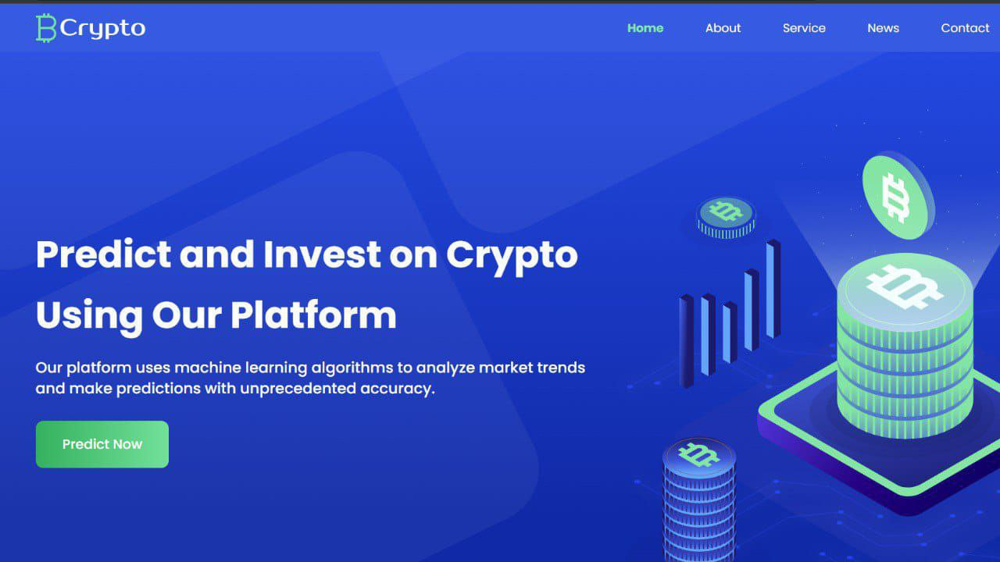 Crypto
Home About Service News Contact
Predict and Invest on Crypto
Using Our Platform
Our platform uses machine learning algorithms to analyze market trends
and make predictions with unprecedented accuracy.
Predict Now